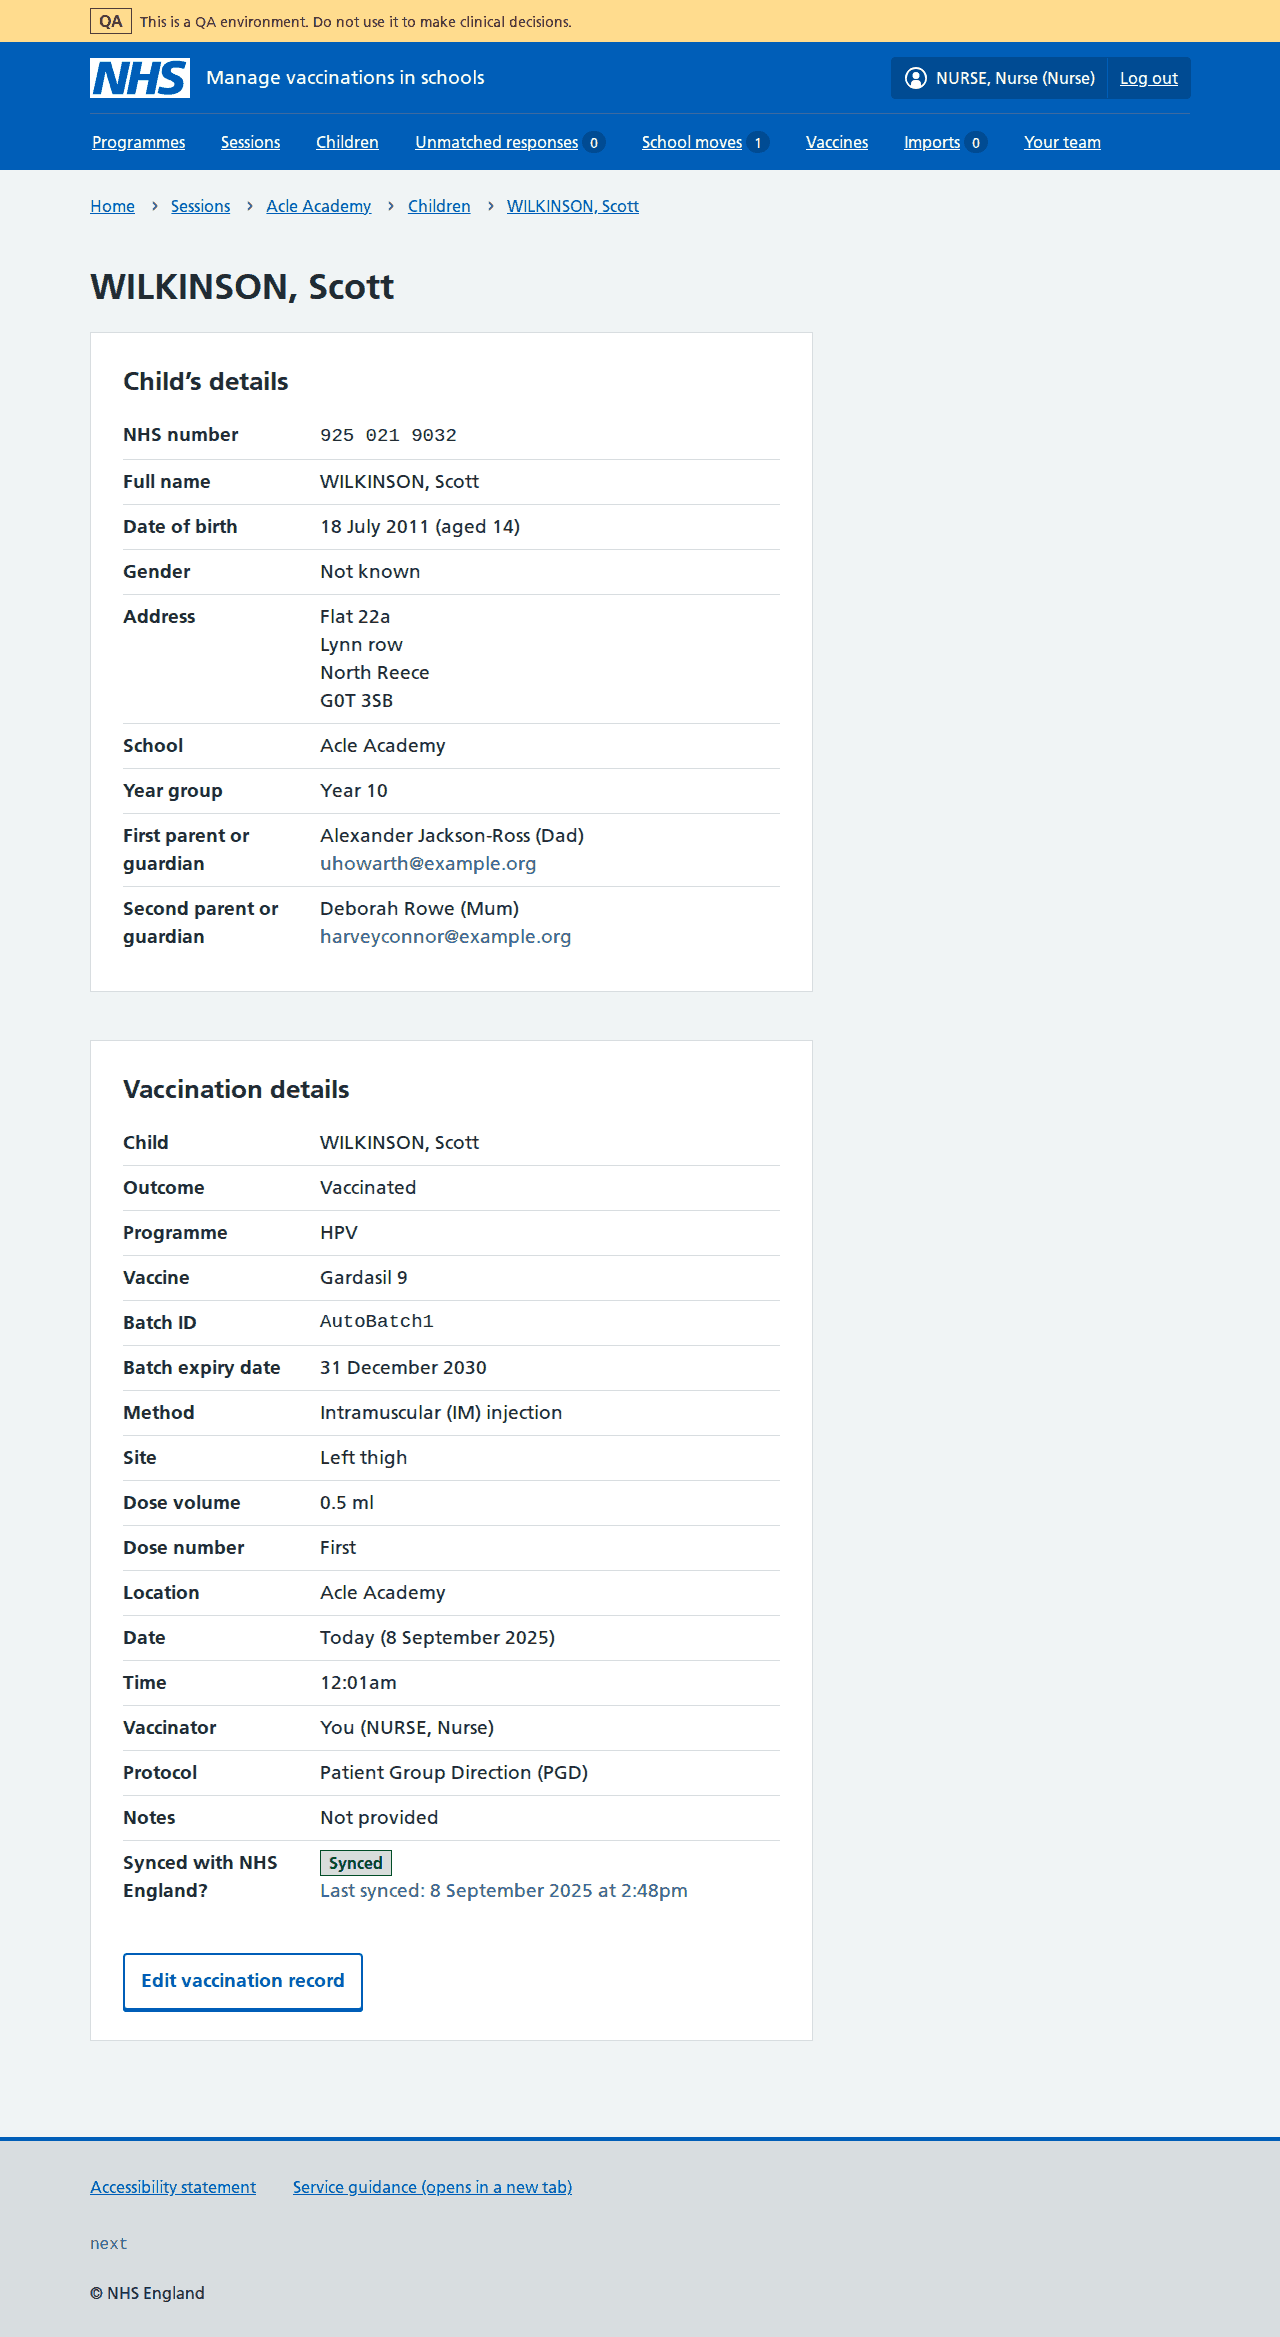 QA This is a QA environment. Do not use it to make clinical decisions.
NHS Manage vaccinations in schools NURSE, Nurse (Nurse) Log out
Programmes Sessions Children Unmatched responses 0 School moves 1 Vaccines Imports 0 Your team
Home Sessions Acle Academy Children WILKINSON, Scott
WILKINSON, Scott
Child’s details
NHS number 925 021 9032
Full name WILKINSON, Scott
Date of birth 18 July 2011 (aged 14)
Gender Not known
Address Flat 22a
Lynn row
North Reece
G0T 3SB
School Acle Academy
Year group Year 10
First parent or guardian Alexander Jackson-Ross (Dad)
uhowarth@example.org
Second parent or guardian Deborah Rowe (Mum)
harveyconnor@example.org
Vaccination details
Child WILKINSON, Scott
Outcome Vaccinated
Programme HPV
Vaccine Gardasil 9
Batch ID AutoBatch1
Batch expiry date 31 December 2030
Method Intramuscular (IM) injection
Site Left thigh
Dose volume 0.5 ml
Dose number First
Location Acle Academy
Date Today (8 September 2025)
Time 12:01am
Vaccinator You (NURSE, Nurse)
Protocol Patient Group Direction (PGD)
Notes Not provided
Synced with NHS England? Synced
Last synced: 8 September 2025 at 2:48pm
Edit vaccination record
Accessibility statement Service guidance (opens in a new tab)
next
© NHS England